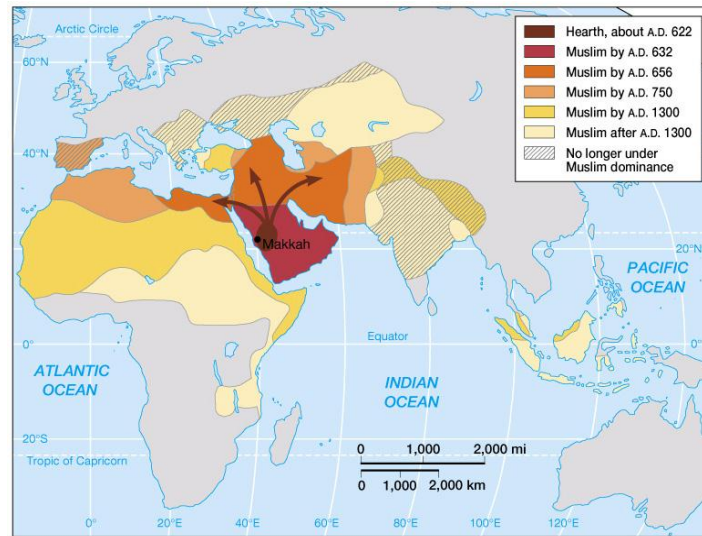 Arctic Circle
60°N
40°N
20°N
0°
20°S
Tropic of Capricorn
0°
20°E
40°E
60°E
80°E
100°E
120°E
Makkah
Equator
ATLANTIC
OCEAN
INDIAN
OCEAN
PACIFIC
OCEAN
0 1,000 2,000 mi
0 1,000 2,000 km
Hearth, about A.D. 622
Muslim by A.D. 632
Muslim by A.D. 656
Muslim by A.D. 750
Muslim by A.D. 1300
Muslim after A.D. 1300
No longer under
Muslim dominance